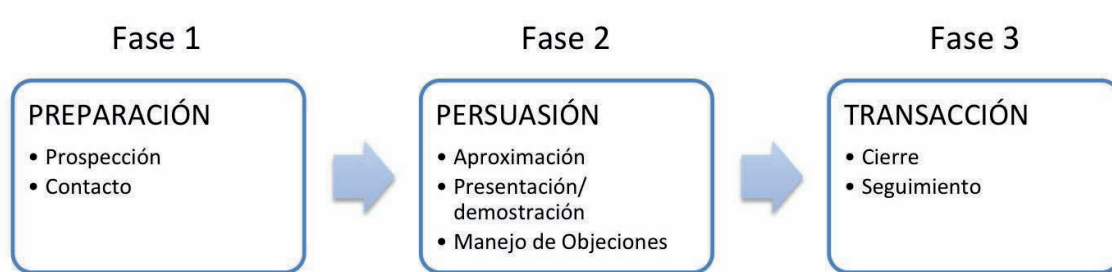 Fase 1
PREPARACIÓN
• Prospección
• Contacto
Fase 2
PERSUASIÓN
• Aproximación
• Presentación/
demostración
• Manejo de Objeciones
Fase 3
TRANSACCIÓN
• Cierre
• Seguimiento